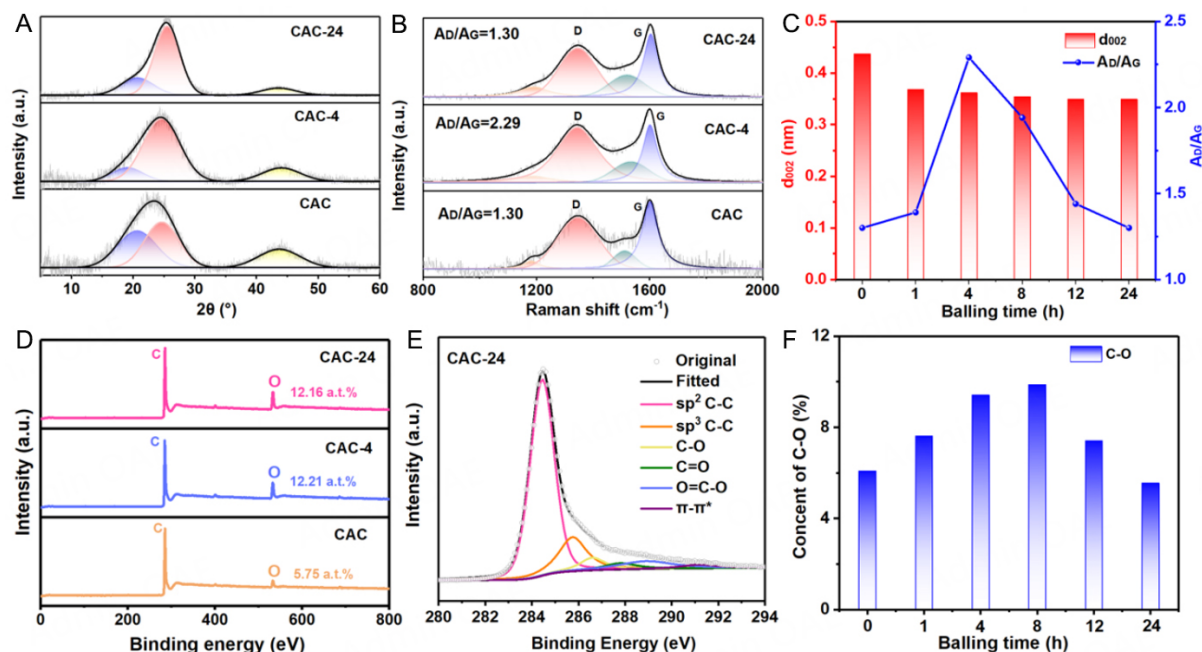 A
CAC-24
CAC-4
CAC
Intensity (a.u.)
10 20 30 40 50 60
2θ (°)
B
AD/AG=1.30
D
G
CAC-24
AD/AG=2.29
D
G
CAC-4
AD/AG=1.30
D
G
CAC
Intensity (a.u.)
800 1200 1600 2000
Raman shift (cm-1)
C
d002
AD/AG
0.5
0.4
0.3
0.2
0.1
0.0
d002 (nm)
2.5
2.0
1.5
1.0
AD/AG
0 1 4 8 12 24
Balling time (h)
D
C
O
12.16 a.t.%
CAC-24
C
O
12.21 a.t.%
CAC-4
C
O
5.75 a.t.%
CAC
Intensity (a.u.)
0 200 400 600 800
Binding energy (eV)
E
CAC-24
Original
Fitted
sp2 C-C
sp3 C-C
C-O
C=O
O=C-O
π-π*
Intensity (a.u.)
280 282 284 286 288 290 292 294
Binding Energy (eV)
F
C-O
12
9
6
3
0
Concent of C-O (%)
0 1 4 8 12 24
Balling time (h)